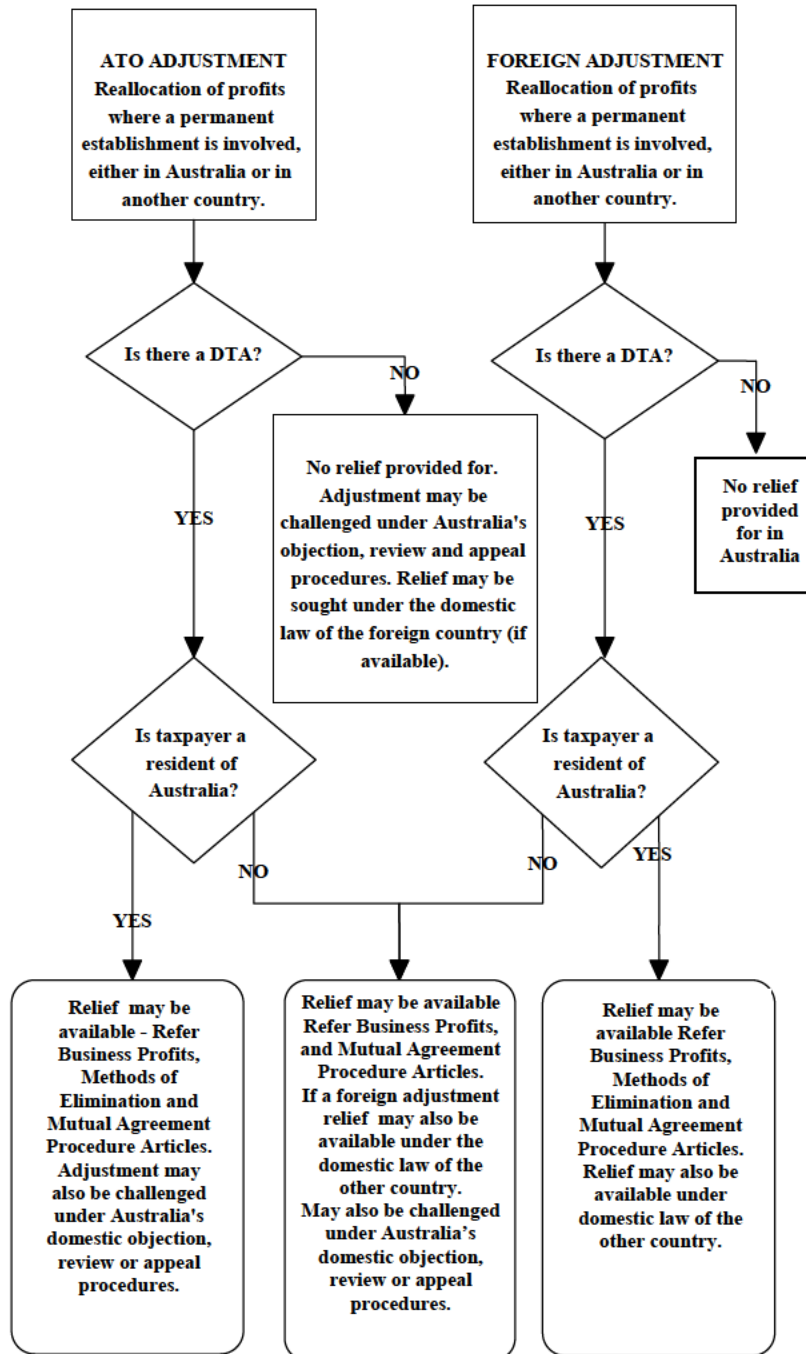 ATO ADJUSTMENT
Reallocation of profits
where a permanent
establishment is involved,
either in Australia or in
another country.
FOREIGN ADJUSTMENT
Reallocation of profits
where a permanent
establishment is involved,
either in Australia or in
another country.
Is there a DTA?
NO
Is there a DTA?
NO
YES
No relief provided for.
Adjustment may be
challenged under Australia's
objection, review and appeal
procedures. Relief may be
sought under the domestic
law of the foreign country (if
available).
YES
No relief
provided
for in
Australia
Is taxpayer a
resident of
Australia?
Is taxpayer a
resident of
Australia?
YES
NO
NO
YES
Relief may be
available - Refer
Business Profits,
Methods of
Elimination and
Mutual Agreement
Procedure Articles.
Adjustment may
also be challenged
under Australia's
domestic objection,
review or appeal
procedures.
Relief may be available
Refer Business Profits,
and Mutual Agreement
Procedure Articles.
If a foreign adjustment
relief may also be
available under the
domestic law of the
other country.
May also be challenged
under Australia’s
domestic objection,
review or appeal
procedures.
Relief may be
available Refer
Business Profits,
Methods of
Elimination and
Mutual Agreement
Procedure Articles.
Relief may also be
available under
domestic law of the
other country.